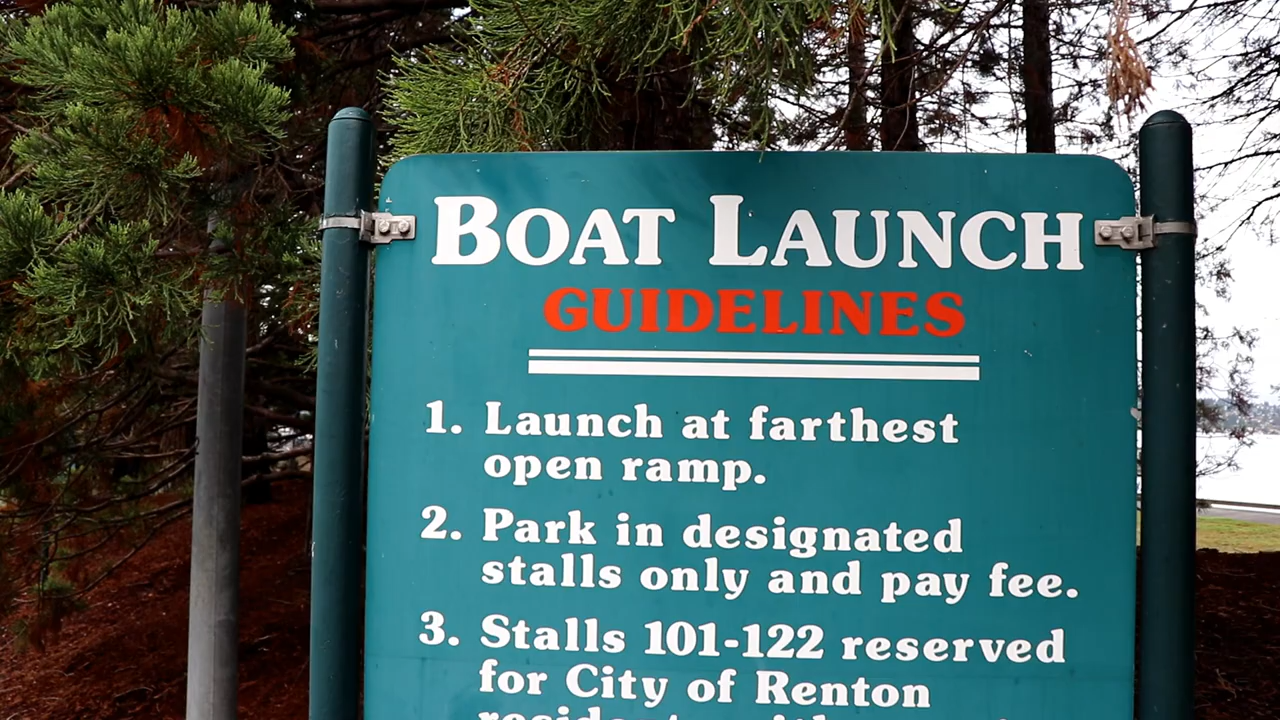 BOAT LAUNCH
GUIDELINES
1. Launch at farthest
open ramp.
2. Park in designated
stalls only and pay fee.
3. Stalls 101-122 reserved
for City of Renton